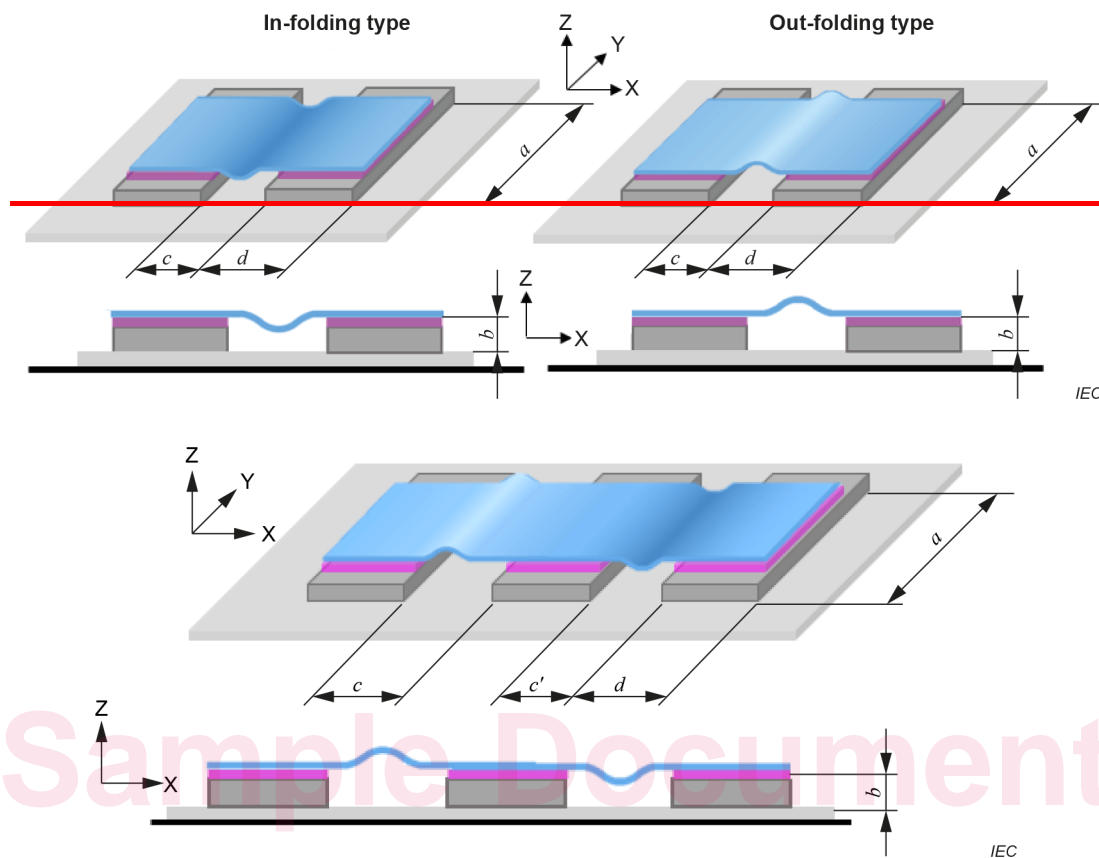 In-folding type
Out-folding type
Z
Y
X
a
a
c
d
c
d
Z
X
b
b
IEC
Z
Y
X
a
c
c'
d
Z
X
b
Sample Document
IEC